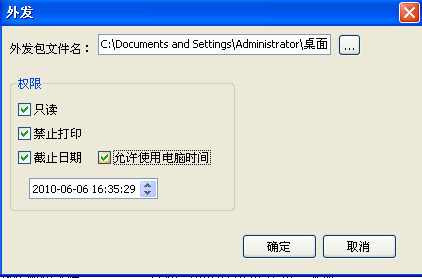 外发
外发包文件名： C:\Documents and Settings\Administrator\桌面 ...
权限
只读
禁止打印
截止日期 允许使用电脑时间
2010-06-06 16:35:29
确定 取消